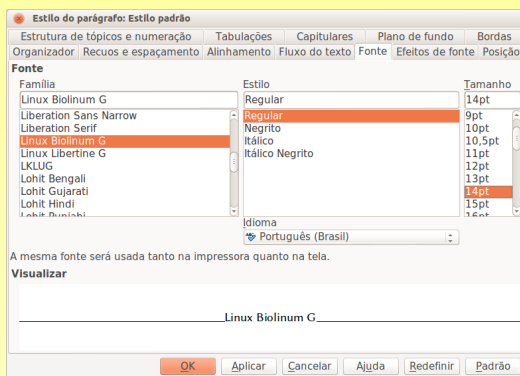 Estilo do parágrafo: Estilo padrão
Estrutura de tópicos e numeração Tabulações Capitulares Plano de fundo Bordas
Organizador Recuos e espaçamento Alinhamento Fluxo do texto Fonte Efeitos de fonte Posição
Fonte
Família Estilo Tamanho
Linux Biolinum G Regular 14pt
Liberation Sans Narrow Regular 9pt
Liberation Serif Negrito 10pt
Linux Biolinum G Itálico 10,5pt
Linux Libertine G Itálico Negrito 11pt
LKLUG 12pt
Lohit Bengali 13pt
Lohit Gujarati 14pt
Lohit Hindi 15pt
Lohit Punjabi 16pt
Idioma
Português (Brasil)
A mesma fonte será usada tanto na impressora quanto na tela.
Visualizar
Linux Biolinum G
OK Aplicar Cancelar Ajuda Redefinir Padrão